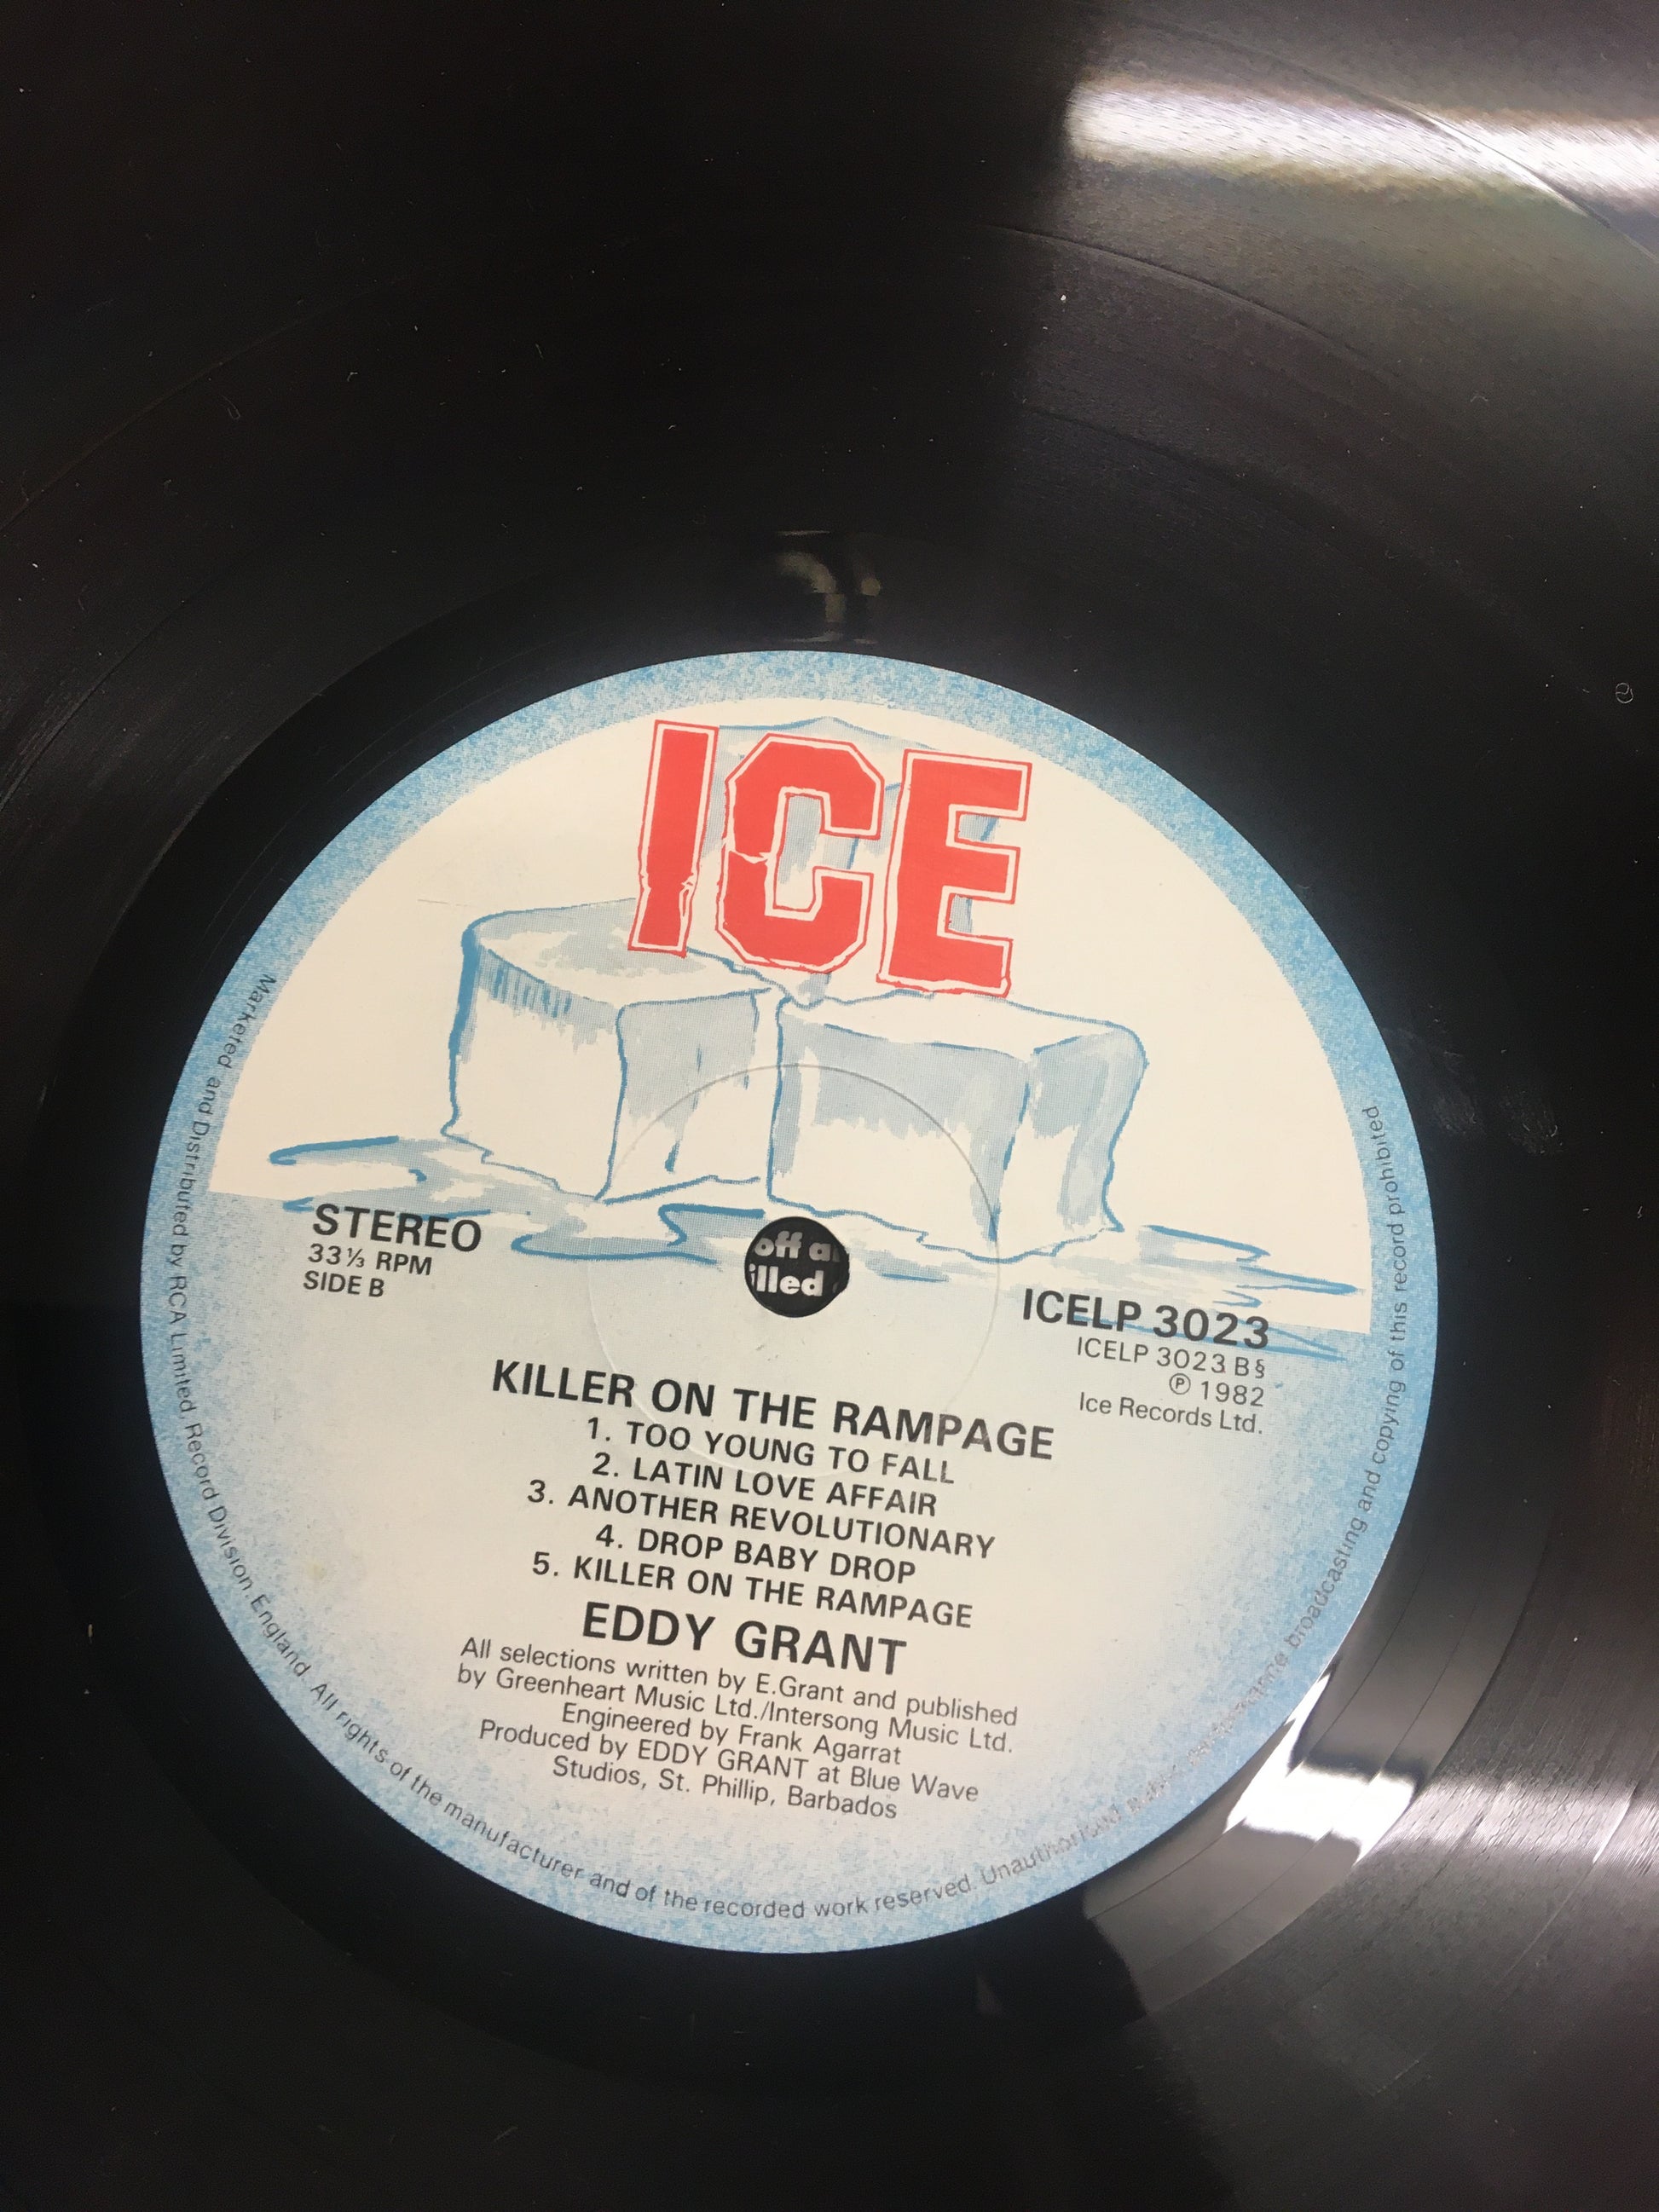 ICE
STEREO
33⅓ RPM
SIDE B
off a
illed
ICELP 3023
ICELP 3023 B§
℗ 1982
Ice Records Ltd.
KILLER ON THE RAMPAGE
1. TOO YOUNG TO FALL
2. LATIN LOVE AFFAIR
3. ANOTHER REVOLUTIONARY
4. DROP BABY DROP
5. KILLER ON THE RAMPAGE
EDDY GRANT
All selections written by E.Grant and published
by Greenheart Music Ltd./Intersong Music Ltd.
Engineered by Frank Agarrat
Produced by EDDY GRANT at Blue Wave
Studios, St. Phillip, Barbados
Marketed and Distributed by RCA Limited, Record Division, England. All rights of the manufacturer and of the recorded work reserved. Unauthorised public performance broadcasting and copying of this record prohibited.